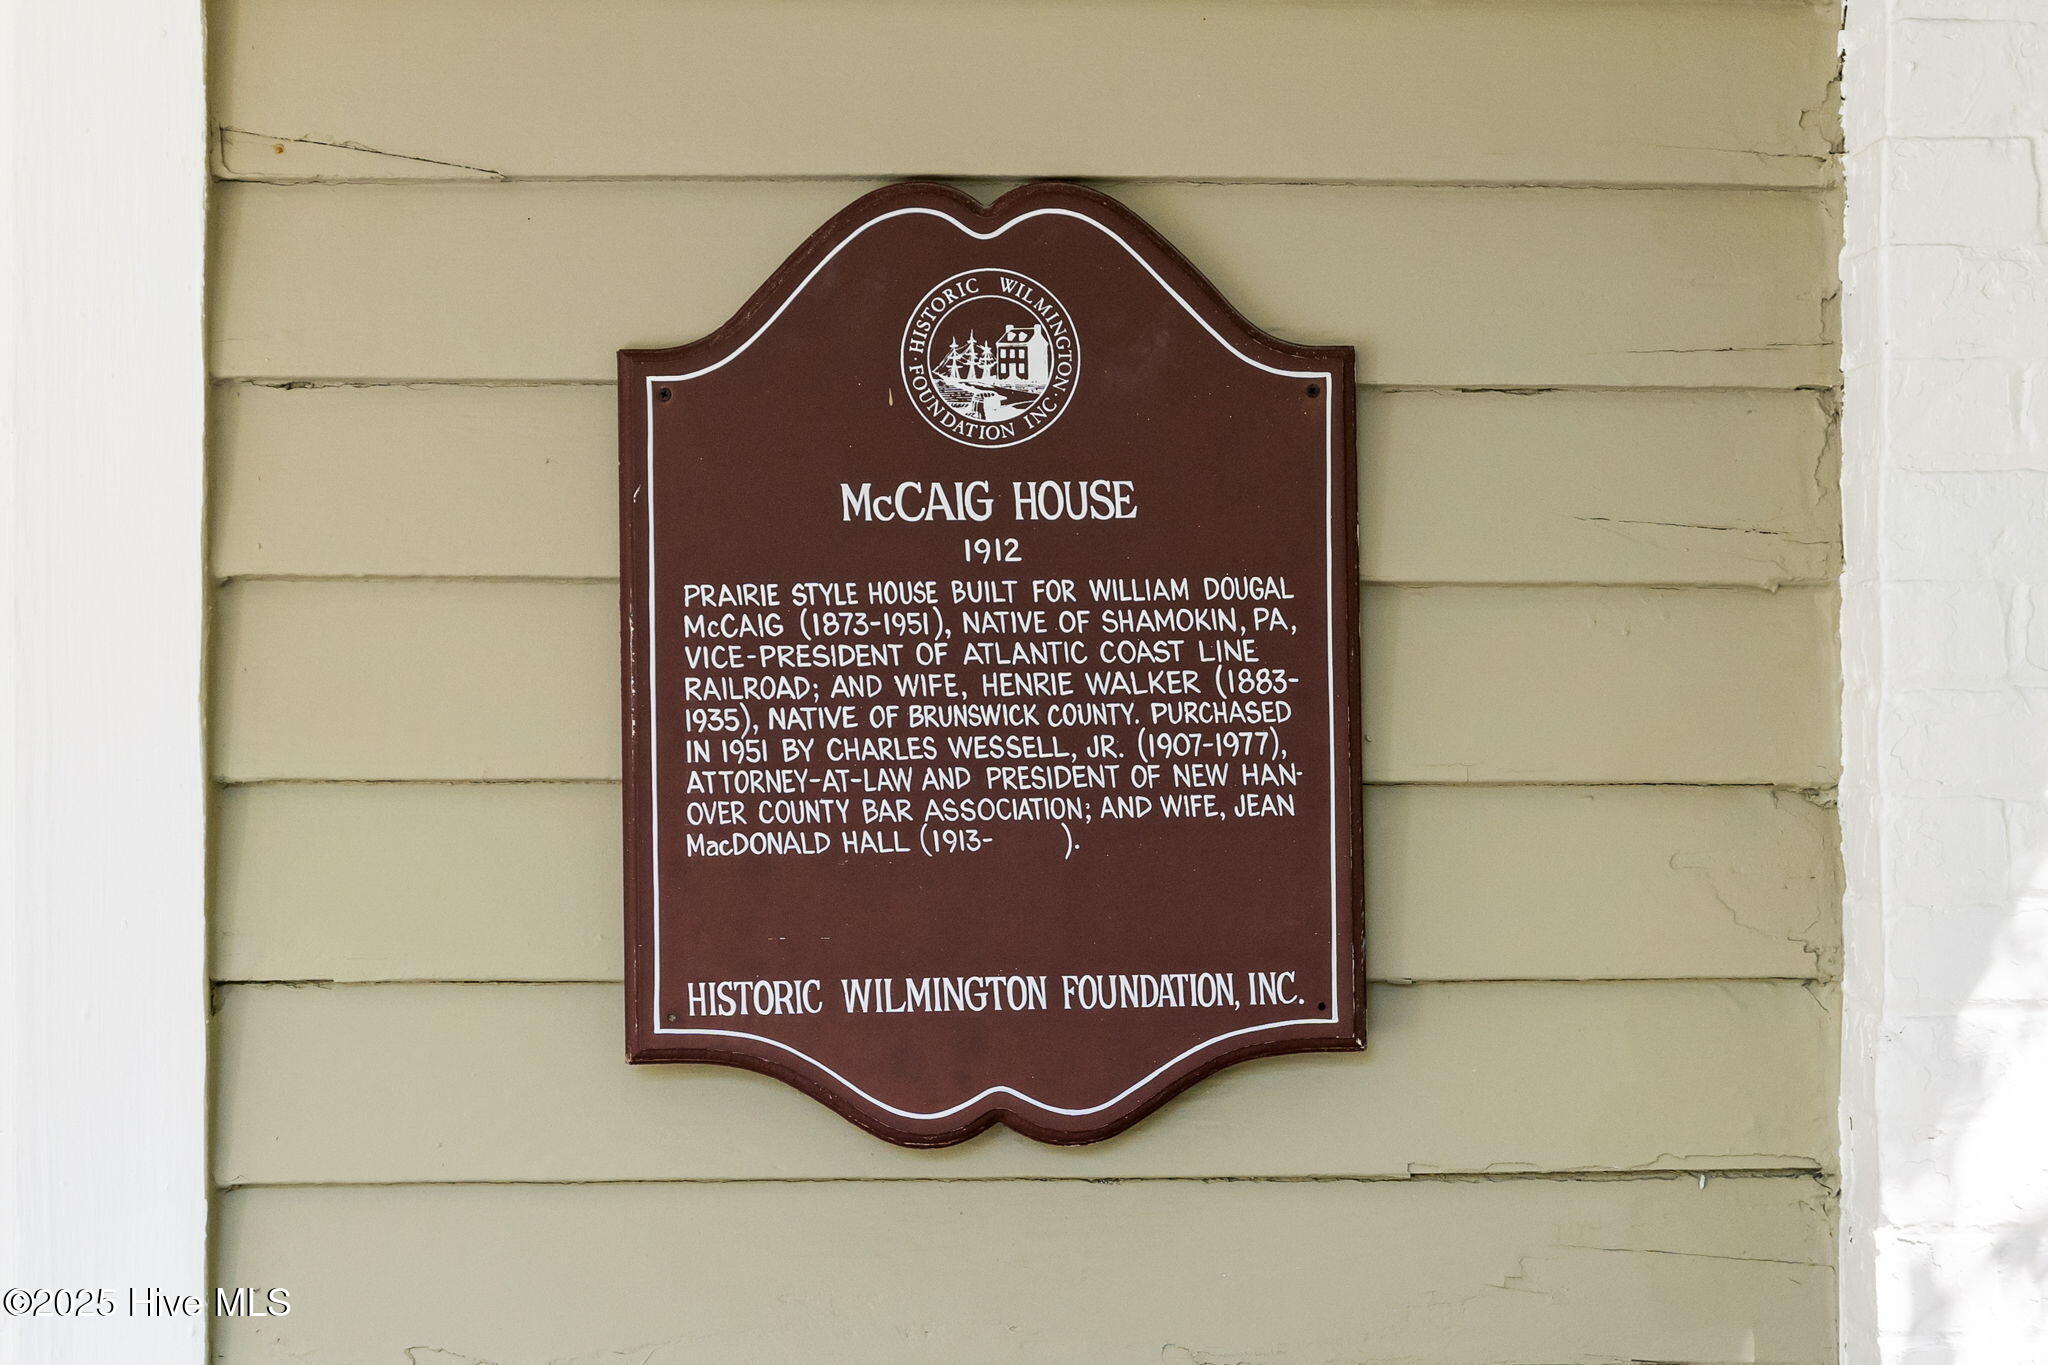 HISTORIC WILMINGTON
FOUNDATION INC.
McCAIG HOUSE
1912
PRAIRIE STYLE HOUSE BUILT FOR WILLIAM DOUGAL
McCAIG (1873-1951), NATIVE OF SHAMOKIN, PA,
VICE-PRESIDENT OF ATLANTIC COAST LINE
RAILROAD; AND WIFE, HENRIE WALKER (1883-
1935), NATIVE OF BRUNSWICK COUNTY. PURCHASED
IN 1951 BY CHARLES WESSELL, JR. (1907-1977),
ATTORNEY-AT-LAW AND PRESIDENT OF NEW HAN-
OVER COUNTY BAR ASSOCIATION; AND WIFE, JEAN
MacDONALD HALL (1913- ).
HISTORIC WILMINGTON FOUNDATION, INC.
©2025 Hive MLS